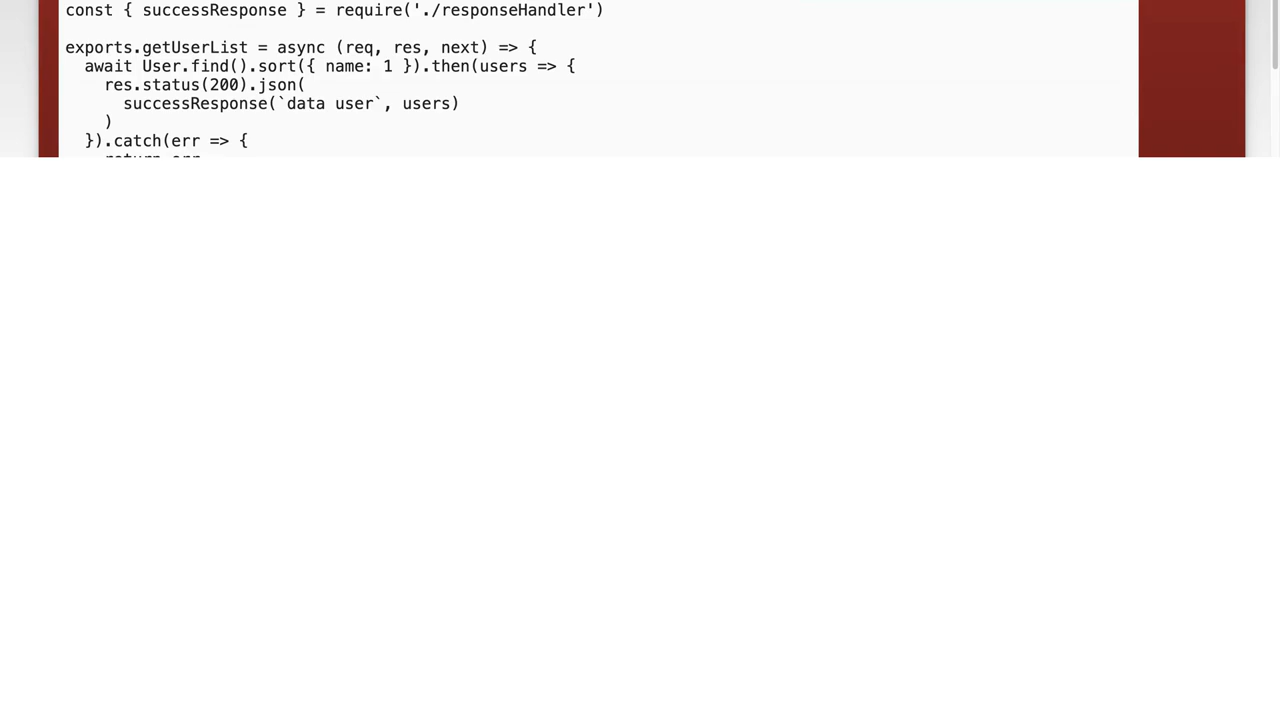 const { successResponse } = require('./responseHandler')
exports.getUserList = async (req, res, next) => {
await User.find().sort({ name: 1 }).then(users => {
res.status(200).json(
successResponse(`data user`, users)
)
}).catch(err => {